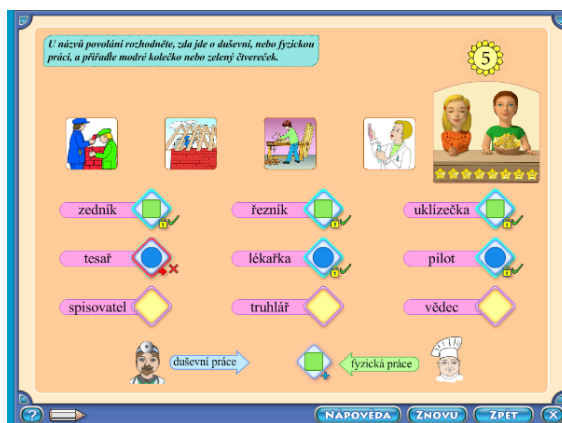 U názvů povolání rozhodněte, zda jde o duševní, nebo fyzickou
práci, a přiřaďte modré kolečko nebo zelený čtvereček.
5
zedník řezník uklízečka
tesař lékařka pilot
spisovatel truhlář vědec
duševní práce fyzická práce
? NÁPOVĚDA ZNOVU ZPĚT X